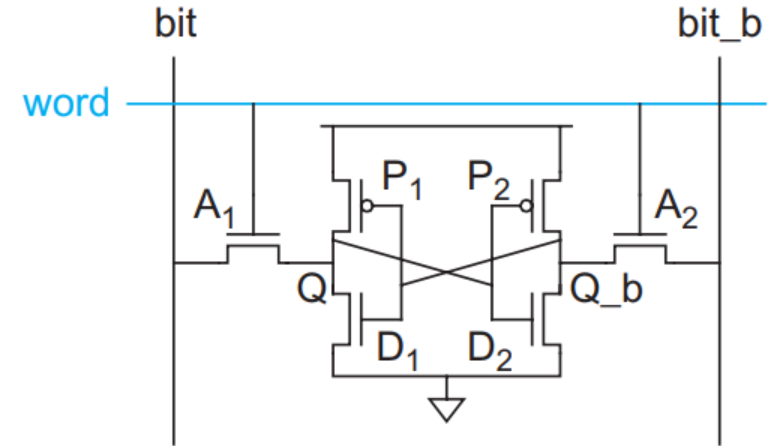 bit bit_b
word
P₁ P₂
A₁ A₂
Q Q_b
D₁ D₂